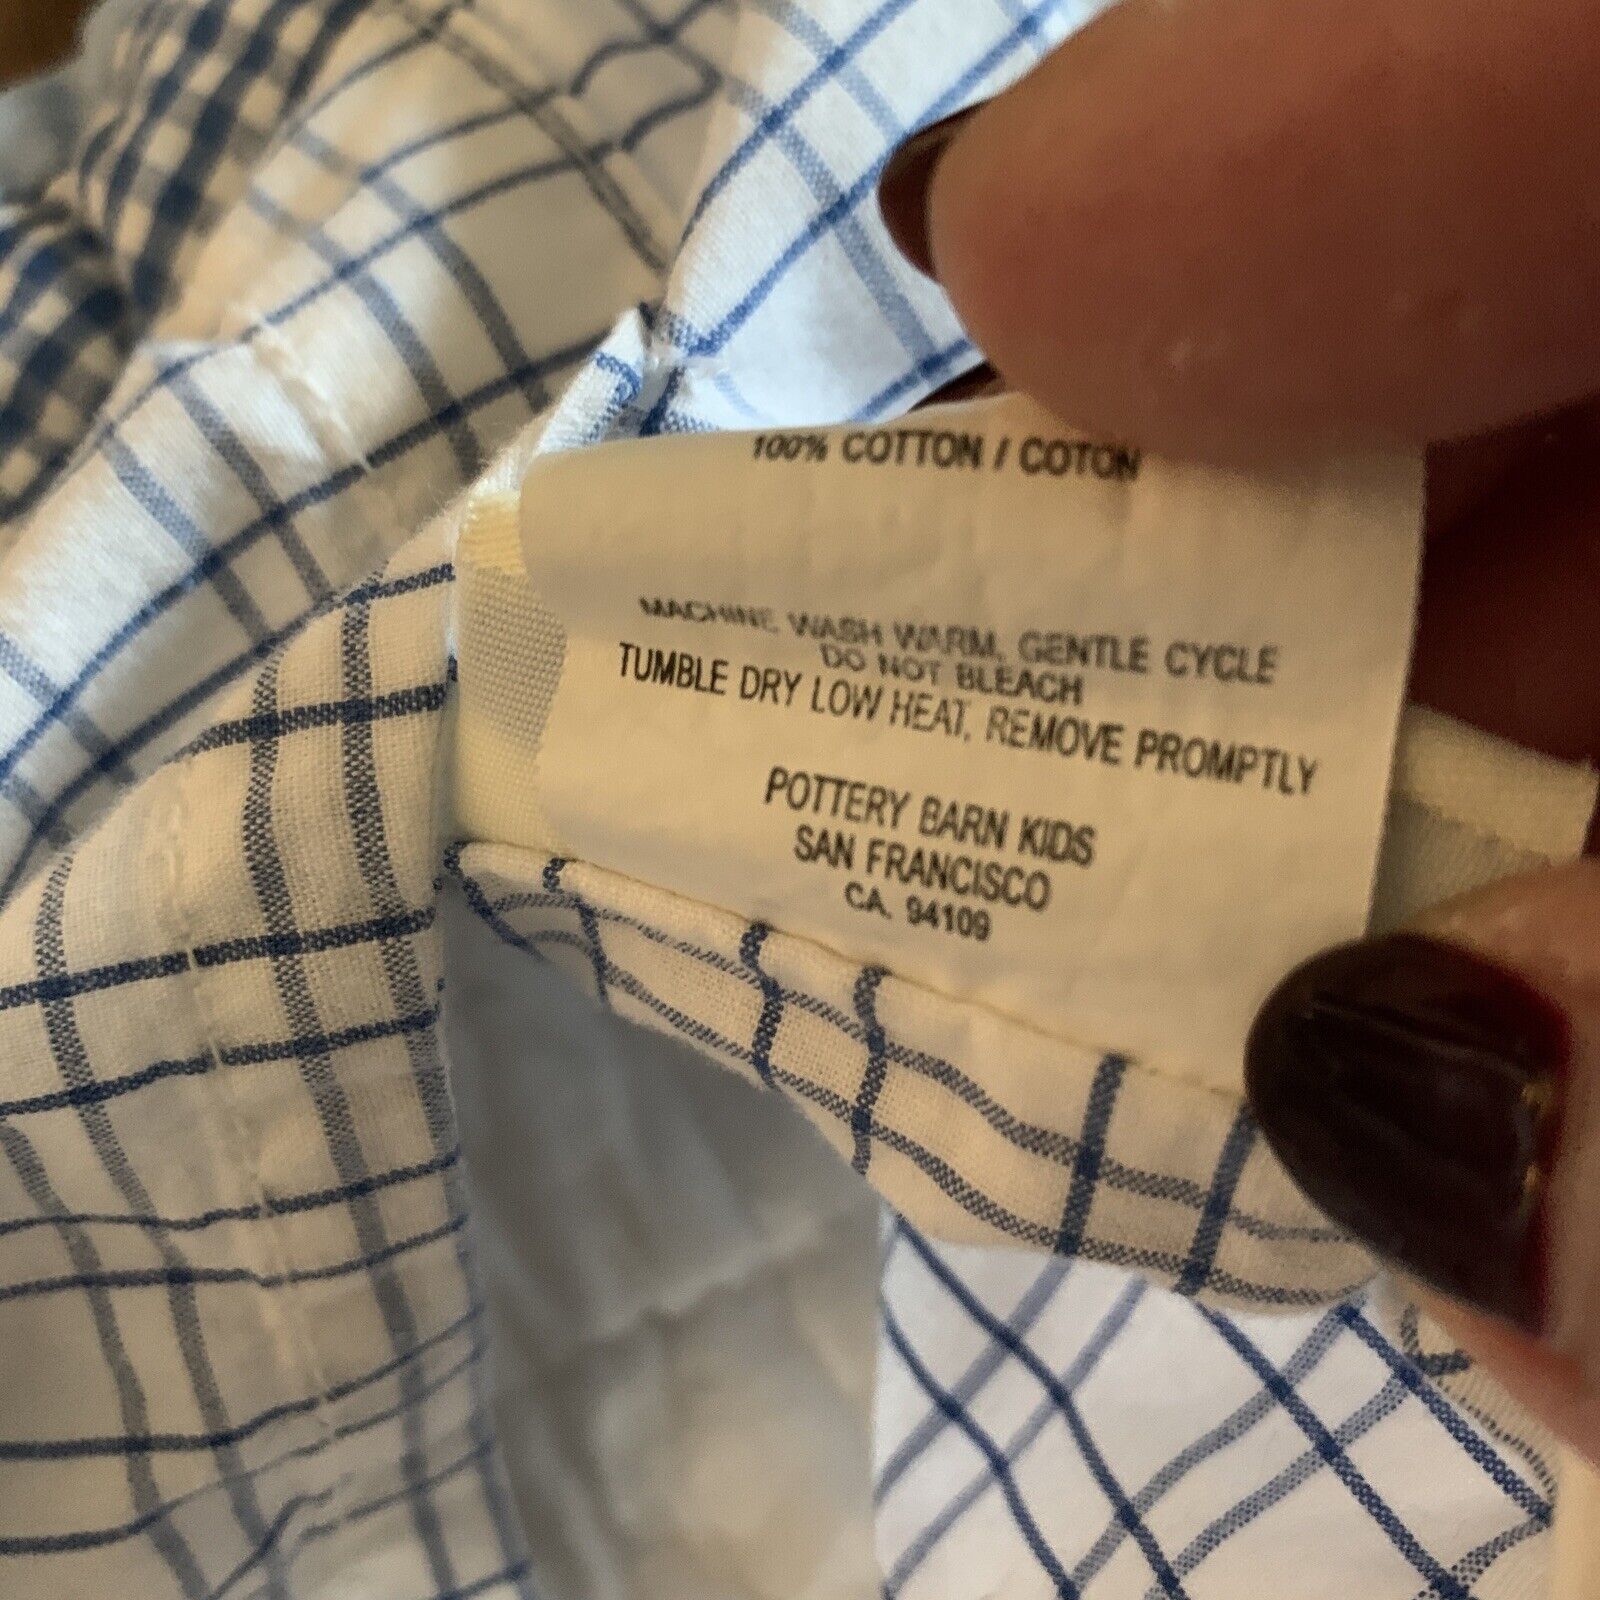 100% COTTON / COTON
MACHINE WASH WARM, GENTLE CYCLE
DO NOT BLEACH
TUMBLE DRY LOW HEAT, REMOVE PROMPTLY
POTTERY BARN KIDS
SAN FRANCISCO
CA. 94109